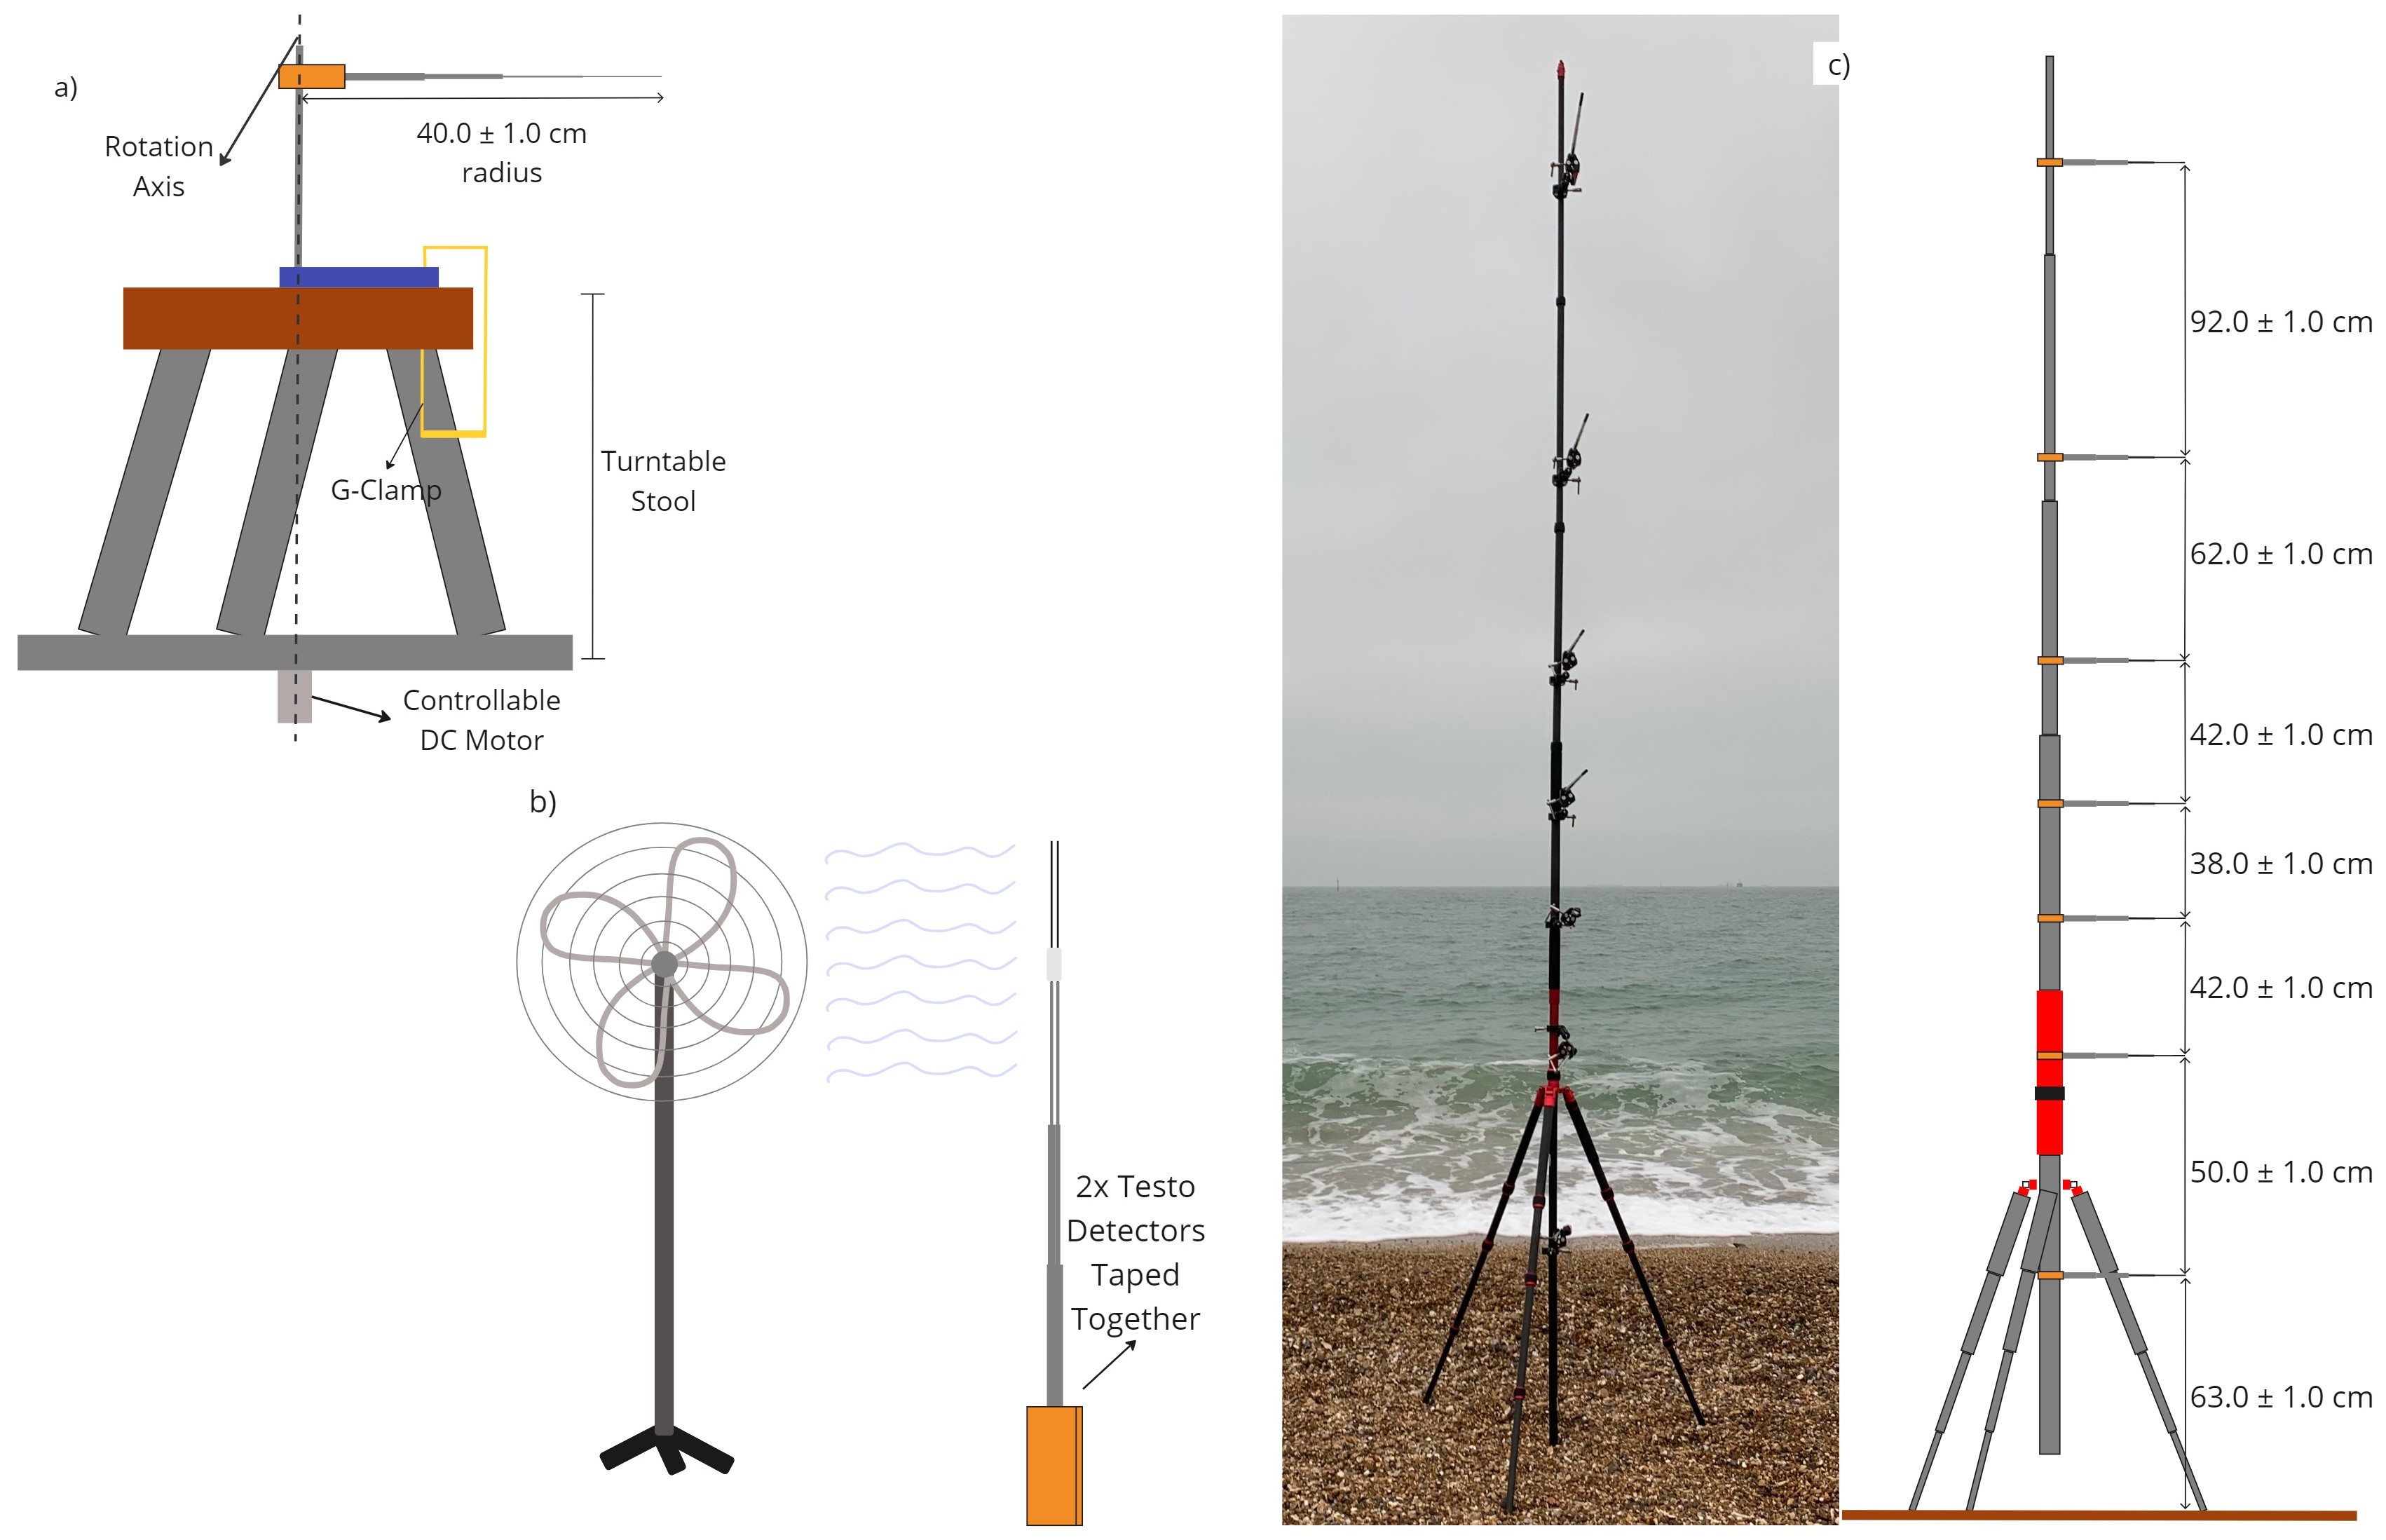 a)
Rotation
Axis
40.0 ± 1.0 cm
radius
G-Clamp
Turntable
Stool
Controllable
DC Motor
b)
2x Testo
Detectors
Taped
Together
c)
92.0 ± 1.0 cm
62.0 ± 1.0 cm
42.0 ± 1.0 cm
38.0 ± 1.0 cm
42.0 ± 1.0 cm
50.0 ± 1.0 cm
63.0 ± 1.0 cm